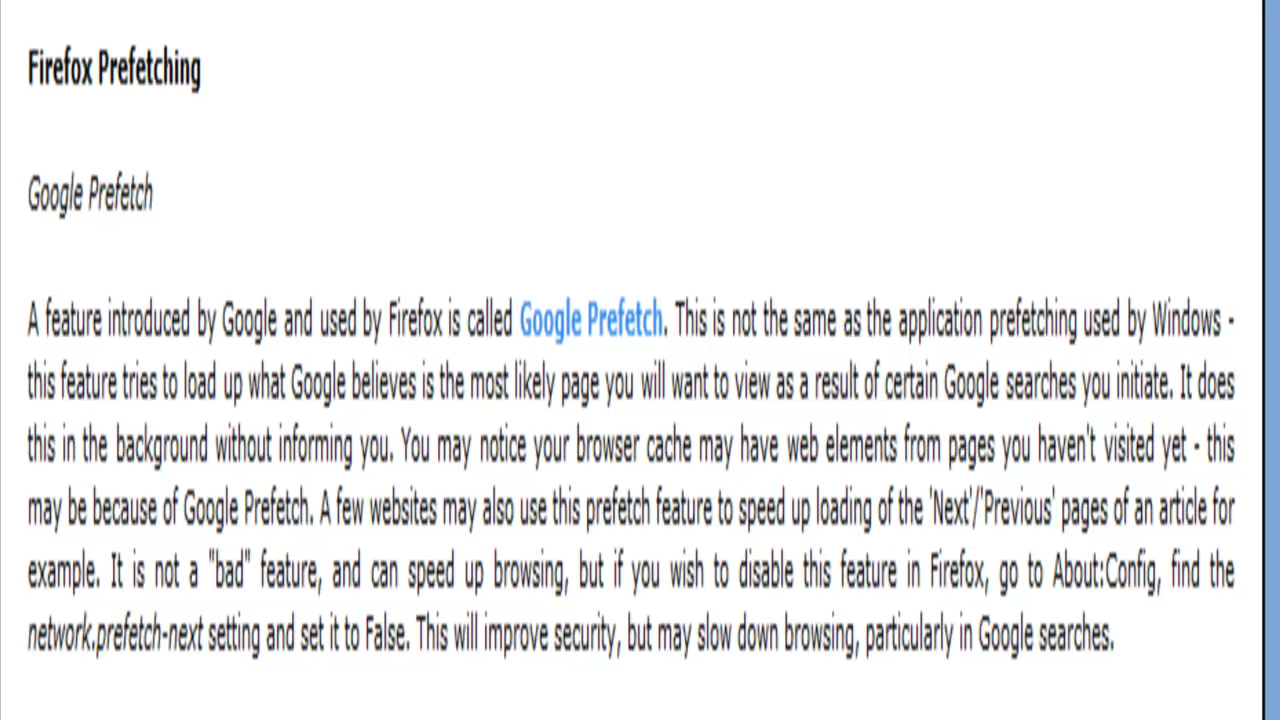 Firefox Prefetching
Google Prefetch
A feature introduced by Google and used by Firefox is called Google Prefetch. This is not the same as the application prefetching used by Windows -
this feature tries to load up what Google believes is the most likely page you will want to view as a result of certain Google searches you initiate. It does
this in the background without informing you. You may notice your browser cache may have web elements from pages you haven't visited yet - this
may be because of Google Prefetch. A few websites may also use this prefetch feature to speed up loading of the 'Next'/'Previous' pages of an article for
example. It is not a "bad" feature, and can speed up browsing, but if you wish to disable this feature in Firefox, go to About:Config, find the
network.prefetch-next setting and set it to False. This will improve security, but may slow down browsing, particularly in Google searches.